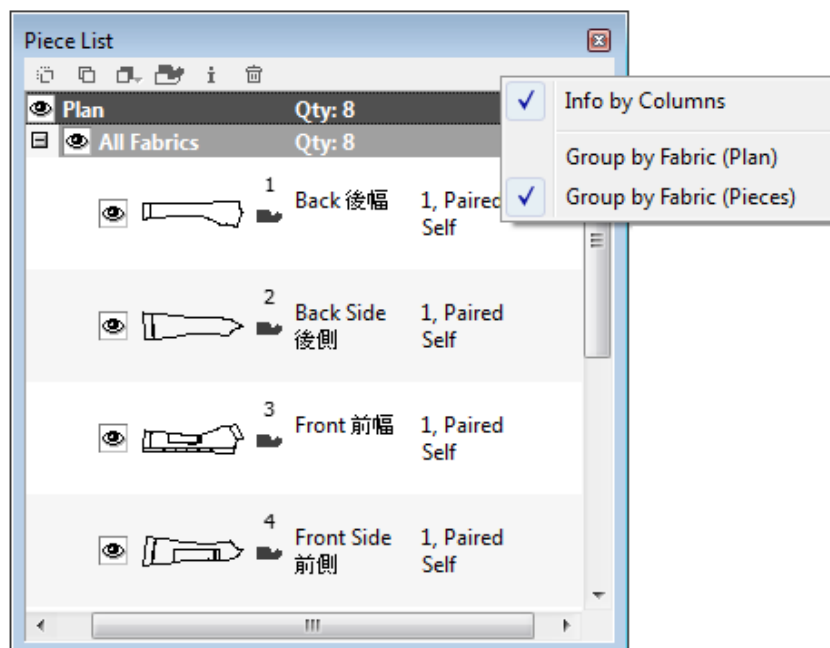 Piece List
Plan Qty: 8
All Fabrics Qty: 8
Info by Columns
Group by Fabric (Plan)
Group by Fabric (Pieces)
1
Back 後幅 1, Paired
Self
2
Back Side 1, Paired
後側 Self
3
Front 前幅 1, Paired
Self
4
Front Side 1, Paired
前側 Self